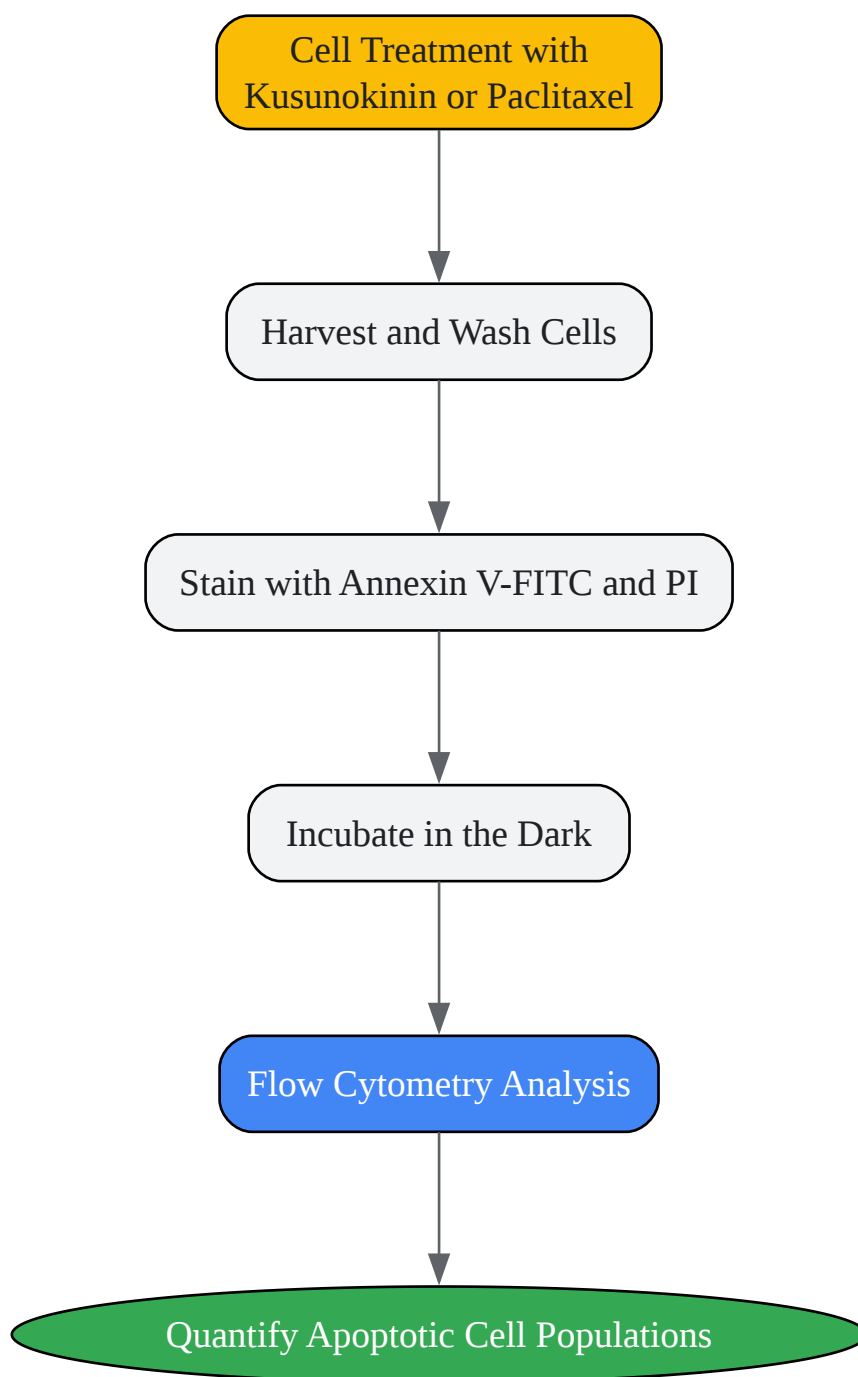 Cell Treatment with
Kusunokinin or Paclitaxel
Harvest and Wash Cells
Stain with Annexin V-FITC and PI
Incubate in the Dark
Flow Cytometry Analysis
Quantify Apoptotic Cell Populations